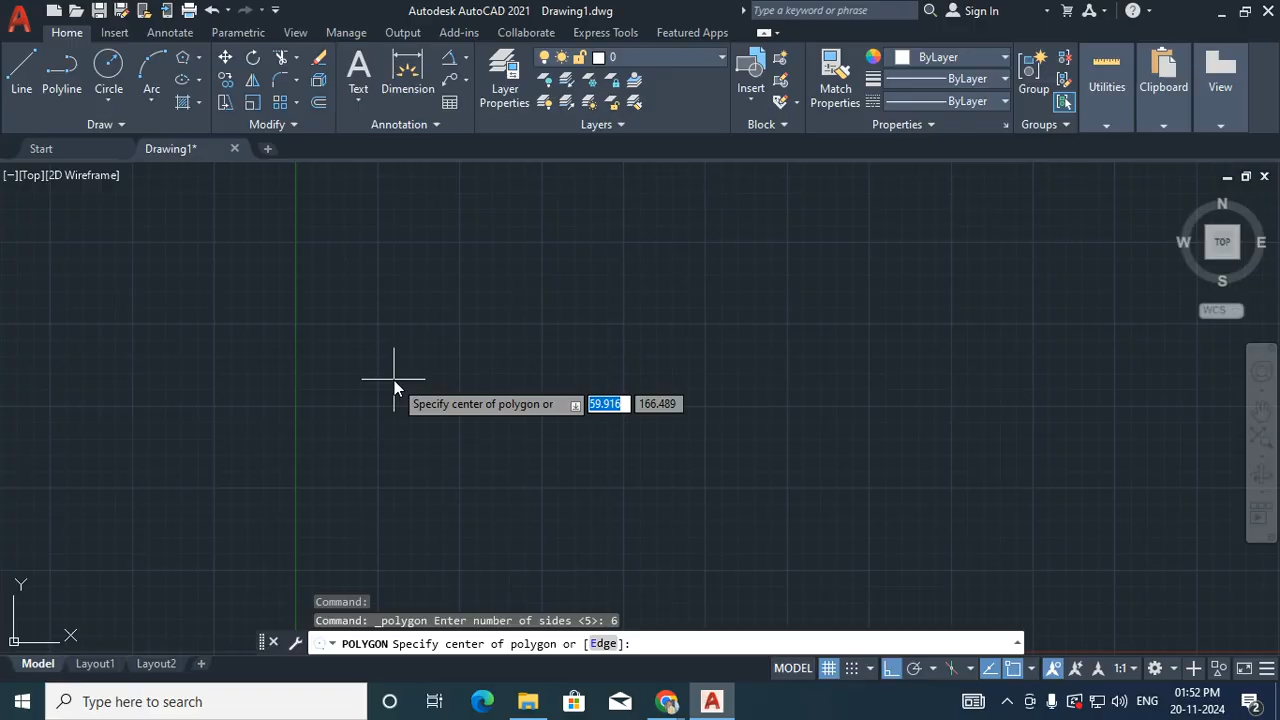 Autodesk AutoCAD 2021 Drawing1.dwg
Type a keyword or phrase
Sign In
Home Insert Annotate Parametric View Manage Output Add-ins Collaborate Express Tools Featured Apps
Line Polyline Circle Arc
Text Dimension
Layer Properties
0
Insert
Match Properties
ByLayer
ByLayer
ByLayer
Group
Utilities
Clipboard
View
Draw Modify Annotation Layers Block Properties Groups
Start Drawing1*
[−][Top][2D Wireframe]
N
W TOP E
S
WCS
Specify center of polygon or 59.916 166.489
Y
X
Command:
Command: _polygon Enter number of sides <5>: 6
POLYGON Specify center of polygon or [Edge]:
Model Layout1 Layout2
MODEL 1:1
Type here to search
ENG
01:52 PM
20-11-2024
2